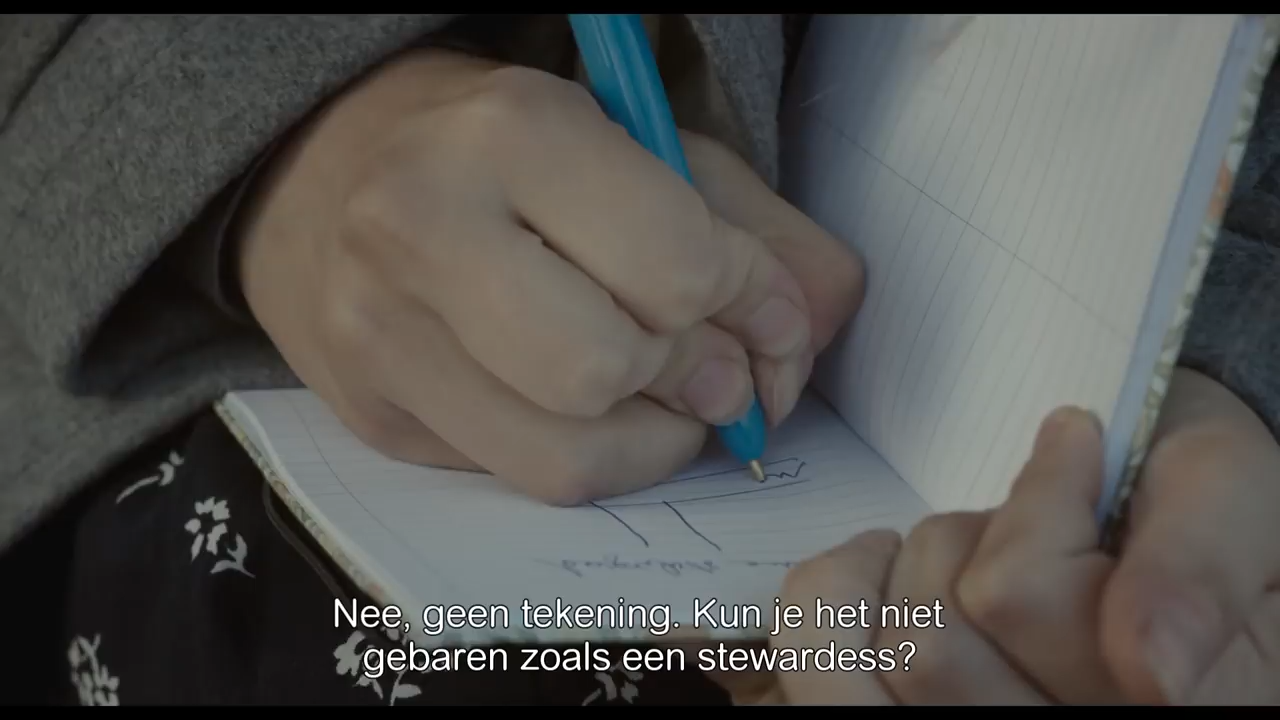 Nee, geen tekening. Kun je het niet
gebaren zoals een stewardess?